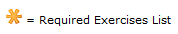 = Required Exercises List